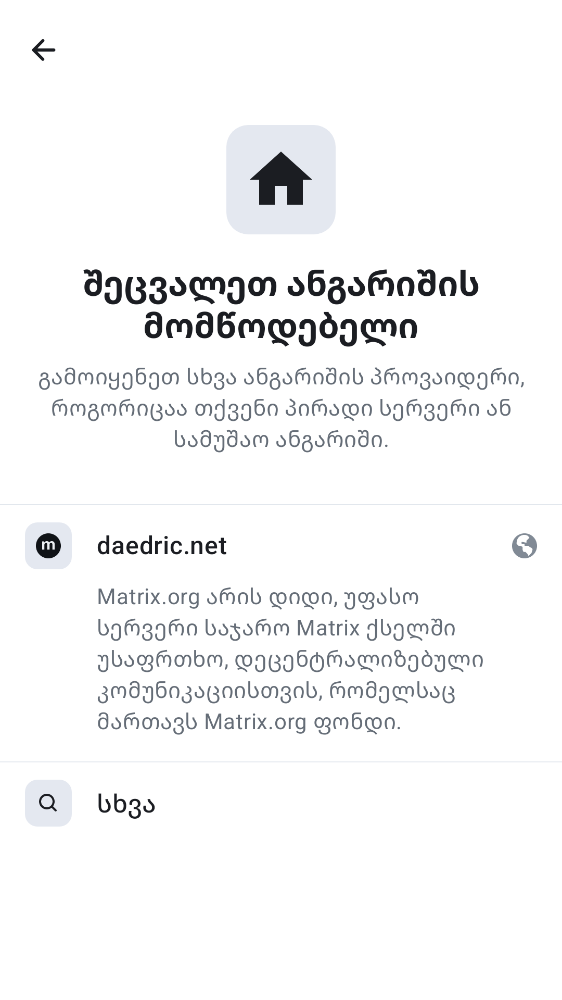 შეცვალეთ ანგარიშის
მომწოდებელი
გამოიყენეთ სხვა ანგარიშის პროვაიდერი,
როგორიცაა თქვენი პირადი სერვერი ან
სამუშაო ანგარიში.
m
daedric.net
Matrix.org არის დიდი, უფასო
სერვერი საჯარო Matrix ქსელში
უსაფრთხო, დეცენტრალიზებული
კომუნიკაციისთვის, რომელსაც
მართავს Matrix.org ფონდი.
სხვა